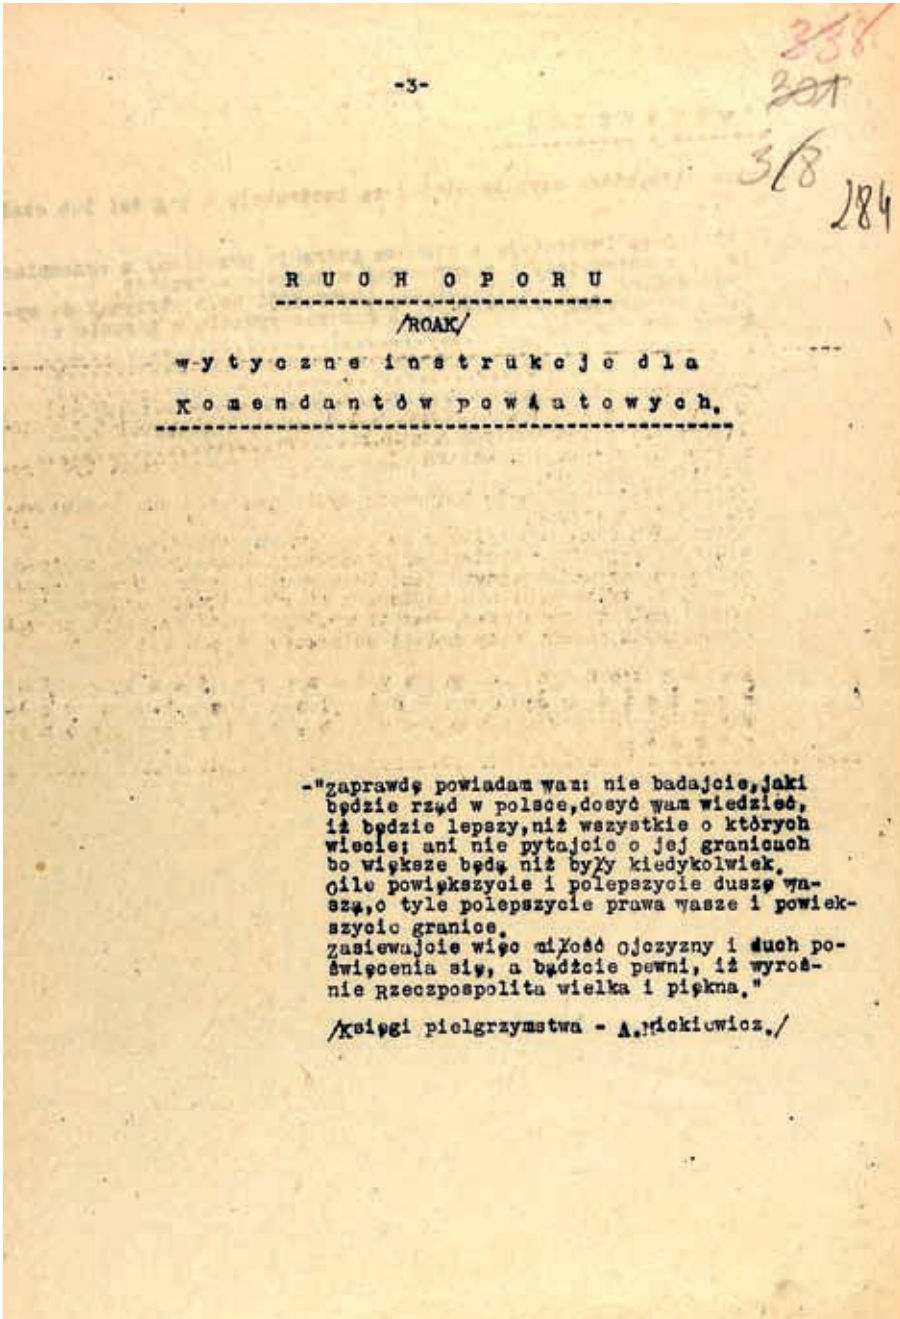 338
-3-
301
318
284
R U C H O P O R U
/ROAK/
w y t y c z n e i n s t r u k c j e d l a
K o m e n d a n t ó w p o w i a t o w y c h.
-"zaprawdę powiadam wam: nie badajcie,jaki
będzie rząd w polsce,dosyć wam wiedzieć,
iż będzie lepszy,niż wszystkie o których
wiecie; ani nie pytajcie o jej granicach
bo większe będą niż były kiedykolwiek.
oile powiększycie i polepszycie duszę wa-
szą,o tyle polepszycie prawa wasze i powięk-
szycie granice.
zasiewajcie więc miłość ojczyzny i duch po-
święcenia się, a bądźcie pewni, iż wyroś-
nie Rzeczpospolita wielka i piękna."
/Księgi pielgrzymstwa - A.Mickiewicz./